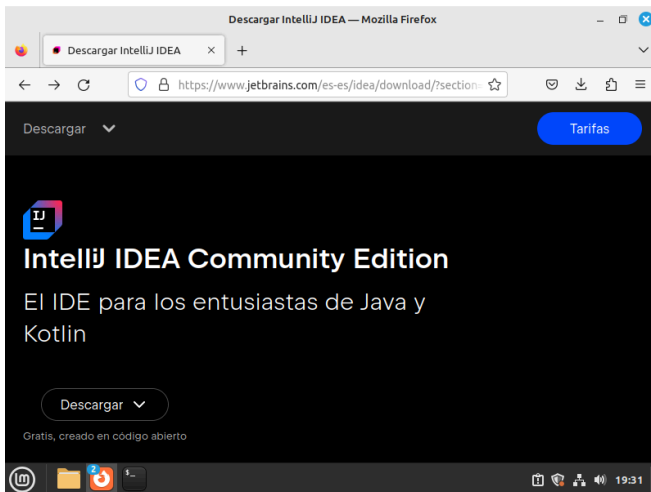 Descargar IntelliJ IDEA — Mozilla Firefox
Descargar IntelliJ IDEA
https://www.jetbrains.com/es-es/idea/download/?section=
Descargar
Tarifas
IJ
IntelliJ IDEA Community Edition
El IDE para los entusiastas de Java y
Kotlin
Descargar
Gratis, creado en código abierto
2
$_
19:31